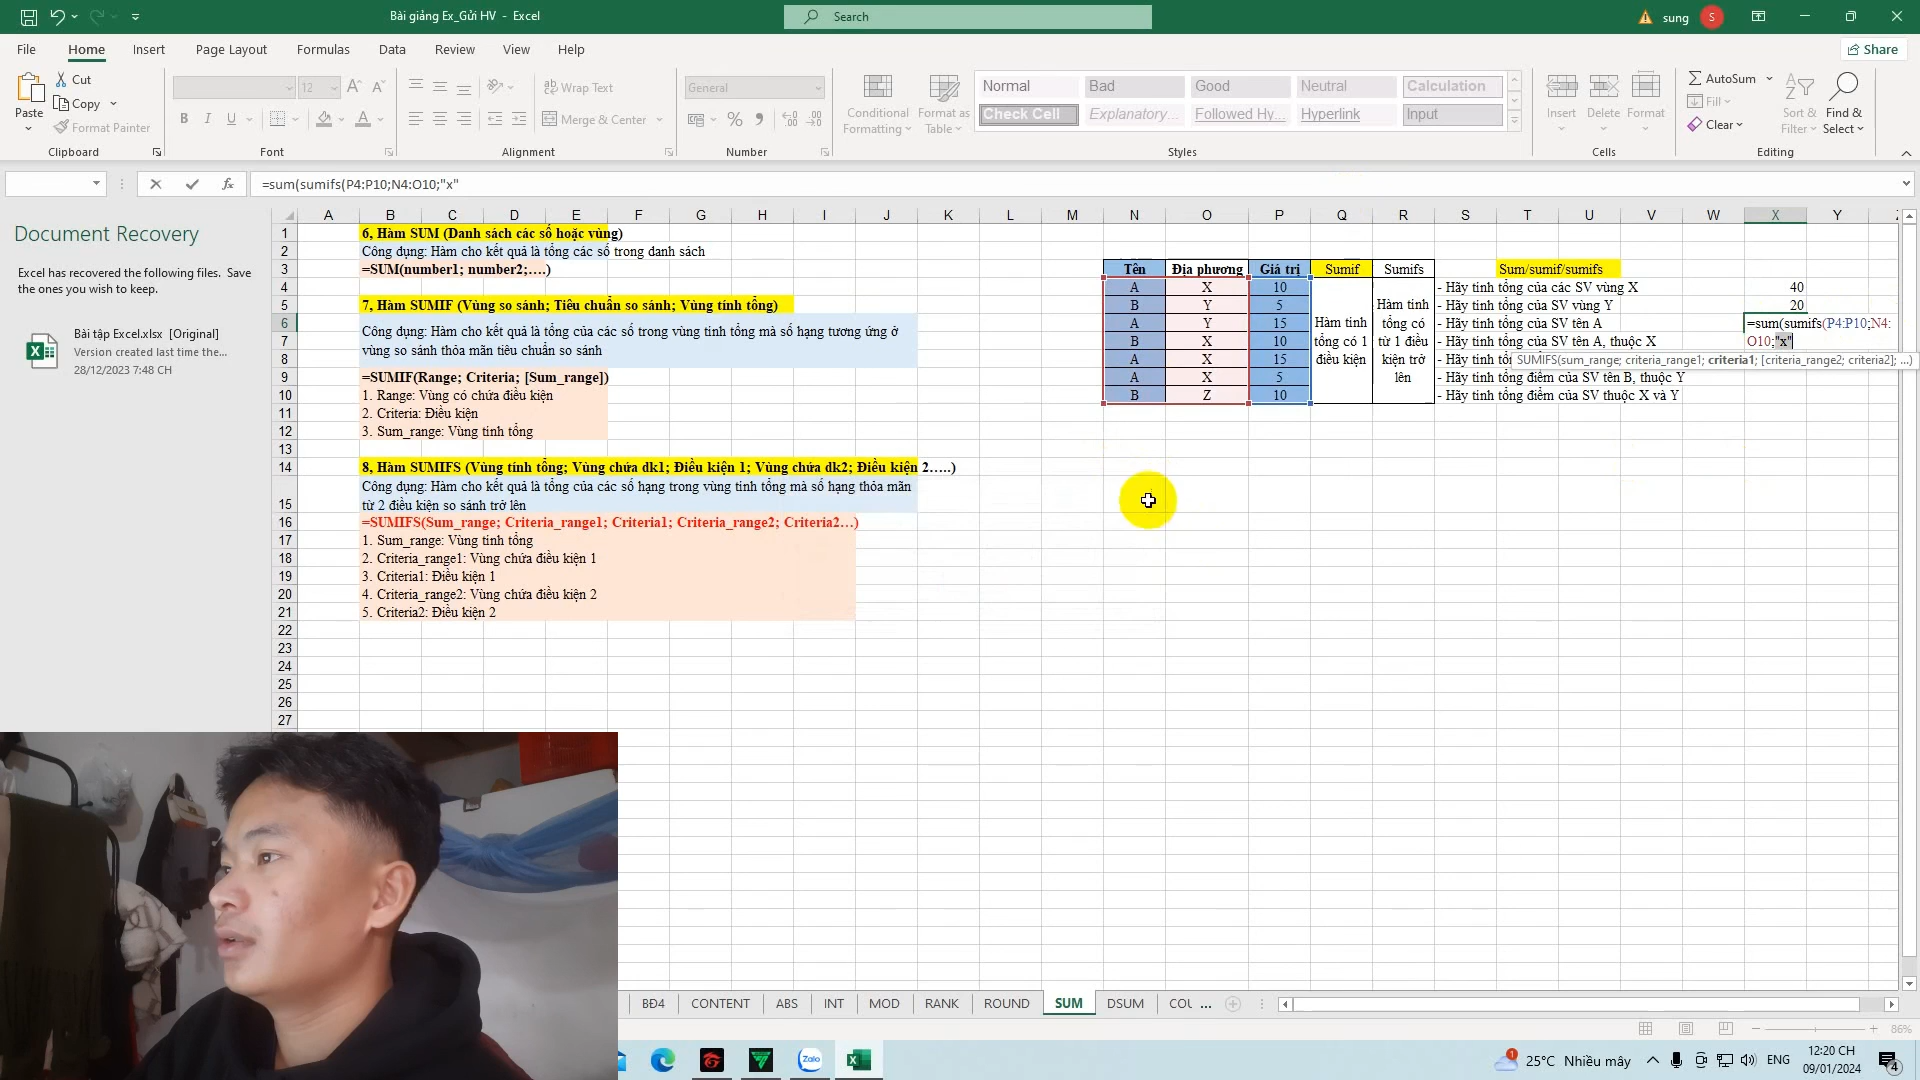 Bài giảng Ex_Gửi HV - Excel
Search
sung
S
File Home Insert Page Layout Formulas Data Review View Help
Share
Paste
Cut
Copy
Format Painter
Clipboard
12
Font
Wrap Text
Merge & Center
Alignment
General
Number
Conditional Formatting
Format as Table
Normal Bad Good Neutral Calculation
Check Cell Explanatory... Followed Hy... Hyperlink Input
Styles
Insert Delete Format
Cells
AutoSum
Fill
Clear
Sort & Filter
Find & Select
Editing
=sum(sumifs(P4:P10;N4:O10;"x"
Document Recovery
Excel has recovered the following files. Save
the ones you wish to keep.
Bài tập Excel.xlsx [Original]
Version created last time the...
28/12/2023 7:48 CH
A B C D E F G H I J K L M N O P Q R S T U V W X Y
1 6, Hàm SUM (Danh sách các số hoặc vùng)
2 Công dụng: Hàm cho kết quả là tổng các số trong danh sách
3 =SUM(number1; number2;….)
4
5 7, Hàm SUMIF (Vùng so sánh; Tiêu chuẩn so sánh; Vùng tính tổng)
6 Công dụng: Hàm cho kết quả là tổng của các số trong vùng tinh tổng mà số hạng tương ứng ở
7 vùng so sánh thỏa mãn tiêu chuẩn so sánh
8
9 =SUMIF(Range; Criteria; [Sum_range])
10 1. Range: Vùng có chứa điều kiện
11 2. Criteria: Điều kiện
12 3. Sum_range: Vùng tinh tổng
13
14 8, Hàm SUMIFS (Vùng tính tổng; Vùng chứa dk1; Điều kiện 1; Vùng chứa dk2; Điều kiện 2…..)
Công dụng: Hàm cho kết quả là tổng của các số hạng trong vùng tinh tổng mà số hạng thỏa mãn
15 từ 2 điều kiện so sánh trở lên
16 =SUMIFS(Sum_range; Criteria_range1; Criteria1; Criteria_range2; Criteria2…)
17 1. Sum_range: Vùng tinh tổng
18 2. Criteria_range1: Vùng chứa điều kiện 1
19 3. Criteria1: Điều kiện 1
20 4. Criteria_range2: Vùng chứa điều kiện 2
21 5. Criteria2: Điều kiện 2
22
23
24
25
26
27
Tên Địa phương Giá trị Sumif Sumifs
A X 10
B Y 5
A Y 15
B X 10
A X 15
A X 5
B Z 10
Hàm tinh
tổng có 1
điều kiện
Hàm tinh
tổng có
từ 1 điều
kiện trở
lên
Sum/sumif/sumifs
- Hãy tinh tổng của các SV vùng X 40
- Hãy tinh tổng của SV vùng Y 20
- Hãy tinh tổng của SV tên A =sum(sumifs(P4:P10;N4:
- Hãy tinh tổng của SV tên A, thuộc X O10;"x"
- Hãy tinh tổ SUMIFS(sum_range; criteria_range1; criteria1; [criteria_range2; criteria2]; ...)
- Hãy tinh tổng điểm của SV tên B, thuộc Y
- Hãy tinh tổng điểm của SV thuộc X và Y
BĐ4 CONTENT ABS INT MOD RANK ROUND SUM DSUM COU ...
86%
Zalo
1
25°C Nhiều mây
ENG
12:20 CH
09/01/2024
4